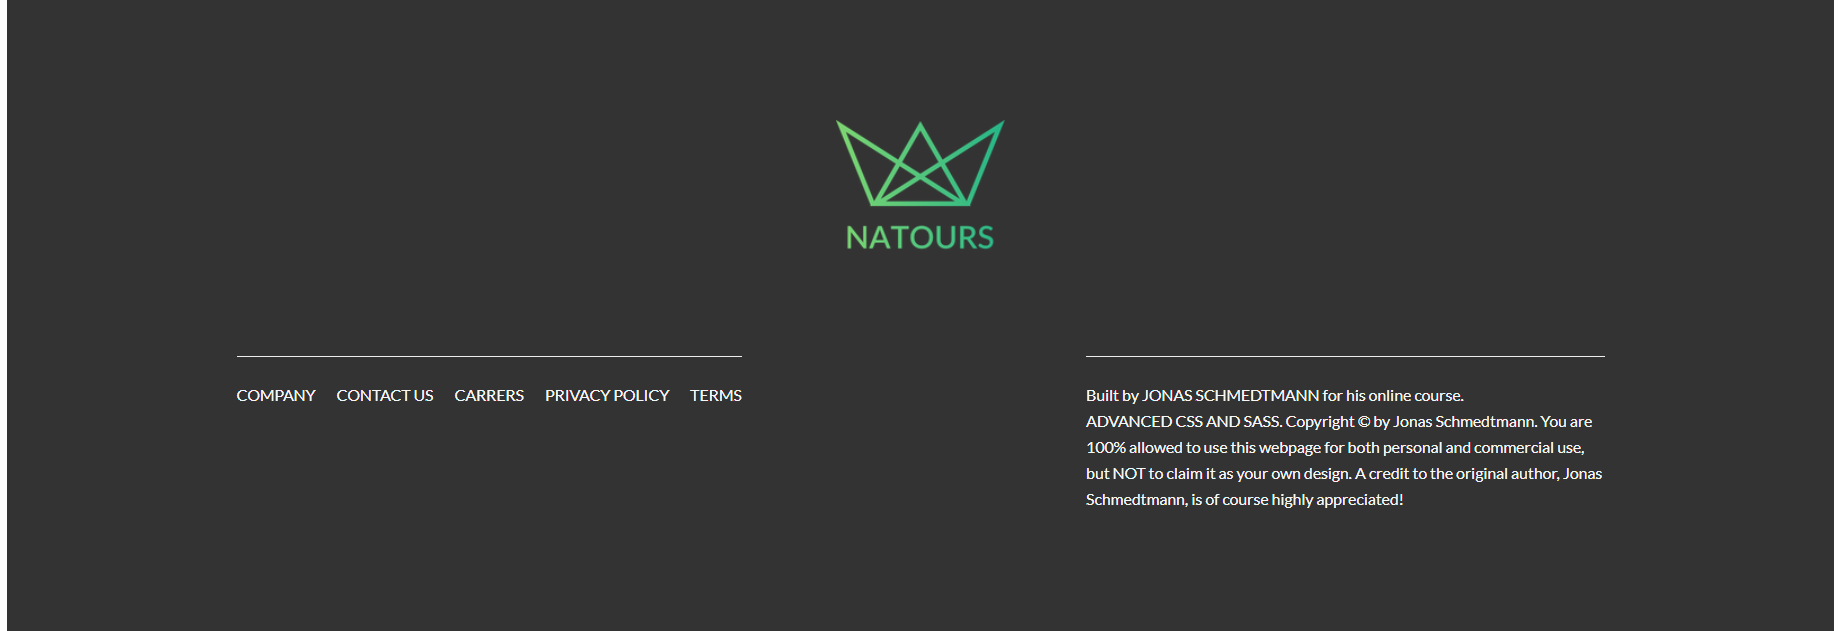 NATOURS
COMPANY CONTACT US CARRERS PRIVACY POLICY TERMS
Built by JONAS SCHMEDTMANN for his online course.
ADVANCED CSS AND SASS. Copyright © by Jonas Schmedtmann. You are
100% allowed to use this webpage for both personal and commercial use,
but NOT to claim it as your own design. A credit to the original author, Jonas
Schmedtmann, is of course highly appreciated!